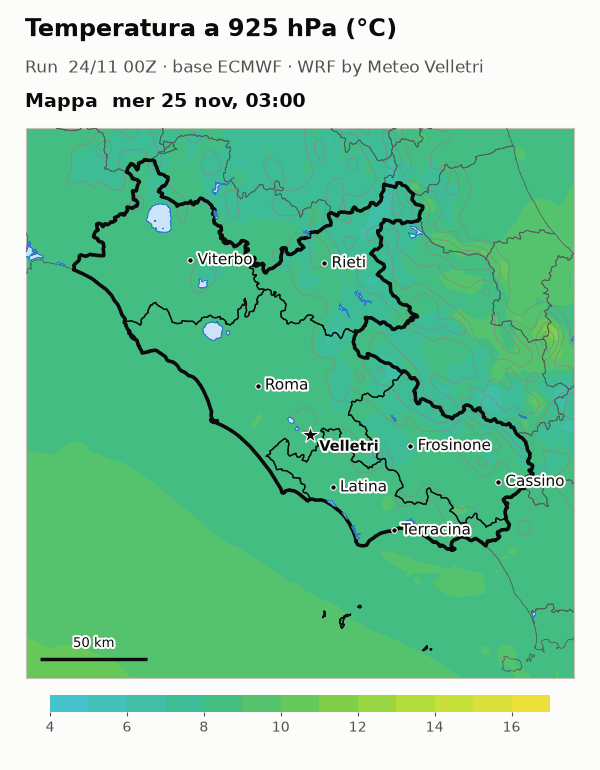 Temperatura a 925 hPa (°C)
Run  24/11 00Z · base ECMWF · WRF by Meteo Velletri
Mappa  mer 25 nov, 03:00
Viterbo
Rieti
Roma
Velletri
Frosinone
Latina
Cassino
Terracina
50 km
4 6 8 10 12 14 16